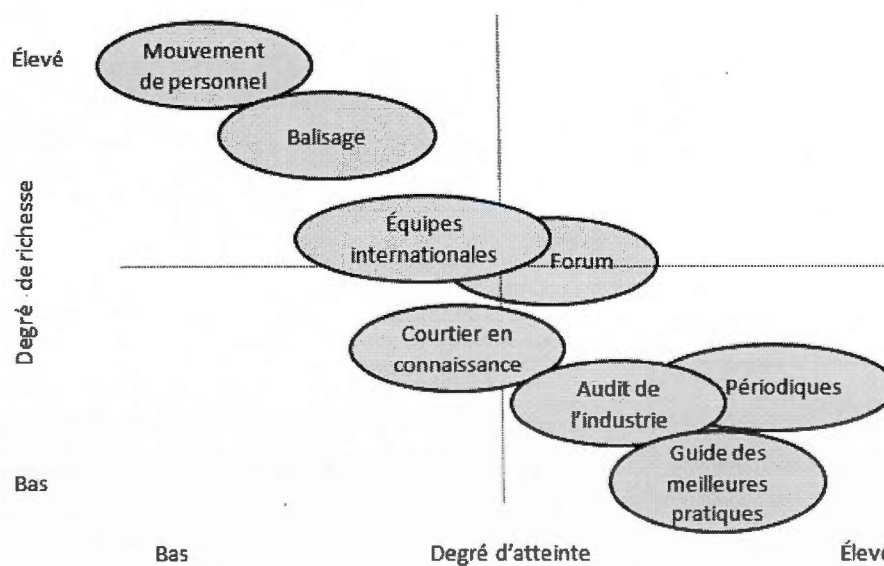 Élevé
Mouvement
de personnel
Balisage
Degré de richesse
Équipes
internationales
Forum
Courtier en
connaissance
Audit de
l'industrie
Périodiques
Guide des
meilleures
pratiques
Bas
Bas
Degré d'atteinte
Élevé